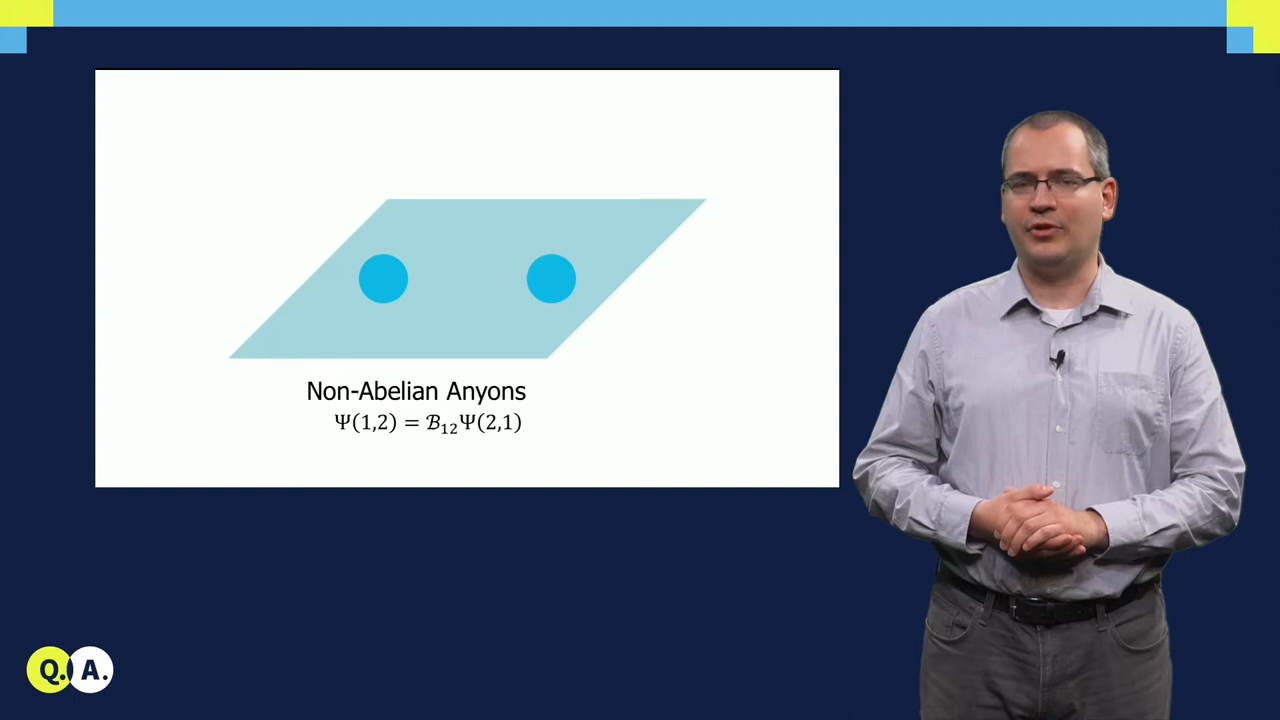 Non-Abelian Anyons
Ψ(1,2) = ℬ₁₂Ψ(2,1)
Q. A.